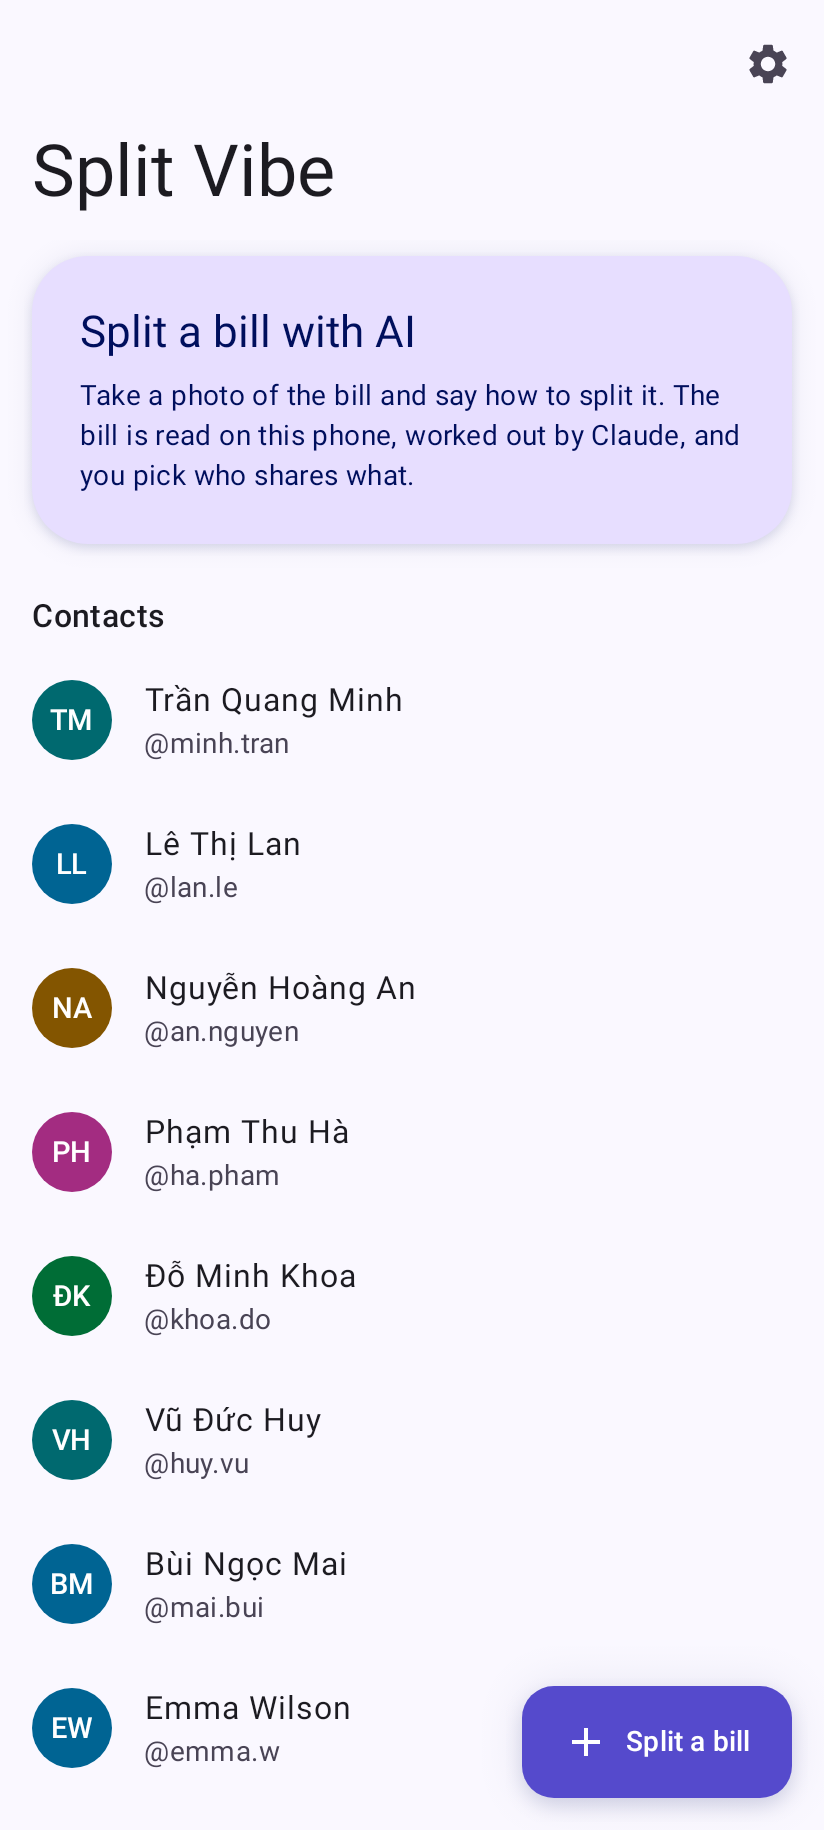 Split Vibe
Split a bill with AI
Take a photo of the bill and say how to split it. The
bill is read on this phone, worked out by Claude, and
you pick who shares what.
Contacts
TM
Trần Quang Minh
@minh.tran
LL
Lê Thị Lan
@lan.le
NA
Nguyễn Hoàng An
@an.nguyen
PH
Phạm Thu Hà
@ha.pham
ĐK
Đỗ Minh Khoa
@khoa.do
VH
Vũ Đức Huy
@huy.vu
BM
Bùi Ngọc Mai
@mai.bui
EW
Emma Wilson
@emma.w
Split a bill